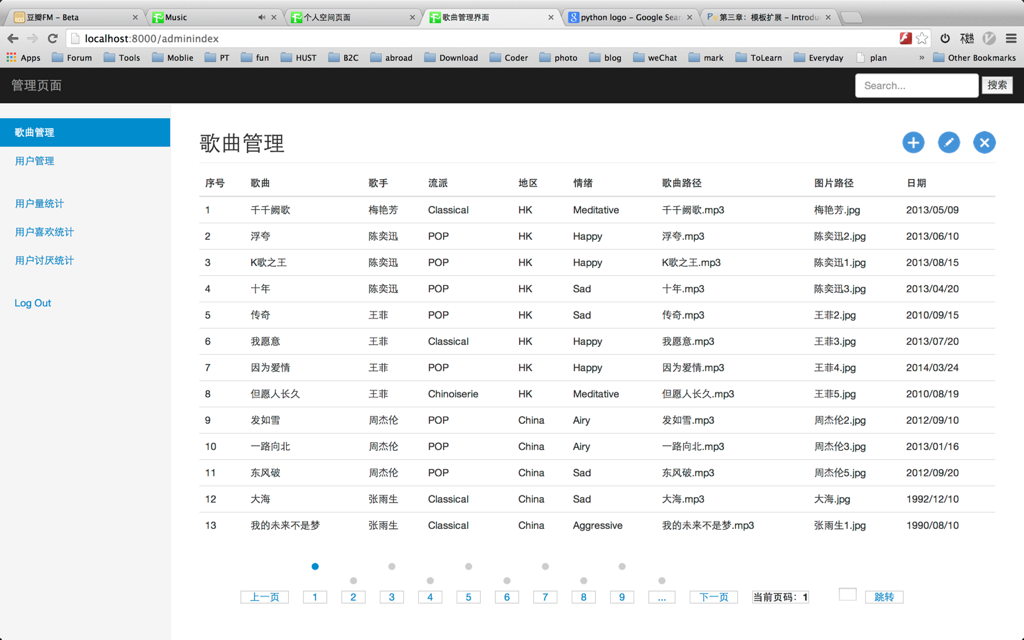 豆瓣FM - Beta
Music
个人空间页面
歌曲管理界面
python logo - Google Sear
第三章：模板扩展 - Introdu
localhost:8000/adminindex
Apps Forum Tools Moblie PT fun HUST B2C abroad Download Coder photo blog weChat mark ToLearn Everyday plan » Other Bookmarks
管理页面 Search... 搜索
歌曲管理
用户管理
用户量统计
用户喜欢统计
用户讨厌统计
Log Out
歌曲管理
序号 歌曲 歌手 流派 地区 情绪 歌曲路径 图片路径 日期
1 千千阙歌 梅艳芳 Classical HK Meditative 千千阙歌.mp3 梅艳芳.jpg 2013/05/09
2 浮夸 陈奕迅 POP HK Happy 浮夸.mp3 陈奕迅2.jpg 2013/06/10
3 K歌之王 陈奕迅 POP HK Happy K歌之王.mp3 陈奕迅1.jpg 2013/08/15
4 十年 陈奕迅 POP HK Sad 十年.mp3 陈奕迅3.jpg 2013/04/20
5 传奇 王菲 POP HK Sad 传奇.mp3 王菲2.jpg 2010/09/15
6 我愿意 王菲 Classical HK Happy 我愿意.mp3 王菲3.jpg 2013/07/20
7 因为爱情 王菲 POP HK Happy 因为爱情.mp3 王菲4.jpg 2014/03/24
8 但愿人长久 王菲 Chinoiserie HK Meditative 但愿人长久.mp3 王菲5.jpg 2010/08/19
9 发如雪 周杰伦 POP China Airy 发如雪.mp3 周杰伦2.jpg 2012/09/10
10 一路向北 周杰伦 POP China Airy 一路向北.mp3 周杰伦3.jpg 2013/01/16
11 东风破 周杰伦 POP China Sad 东风破.mp3 周杰伦5.jpg 2012/09/20
12 大海 张雨生 Classical China Sad 大海.mp3 大海.jpg 1992/12/10
13 我的未来不是梦 张雨生 Classical China Aggressive 我的未来不是梦.mp3 张雨生1.jpg 1990/08/10
上一页 1 2 3 4 5 6 7 8 9 ... 下一页 当前页码：1 跳转